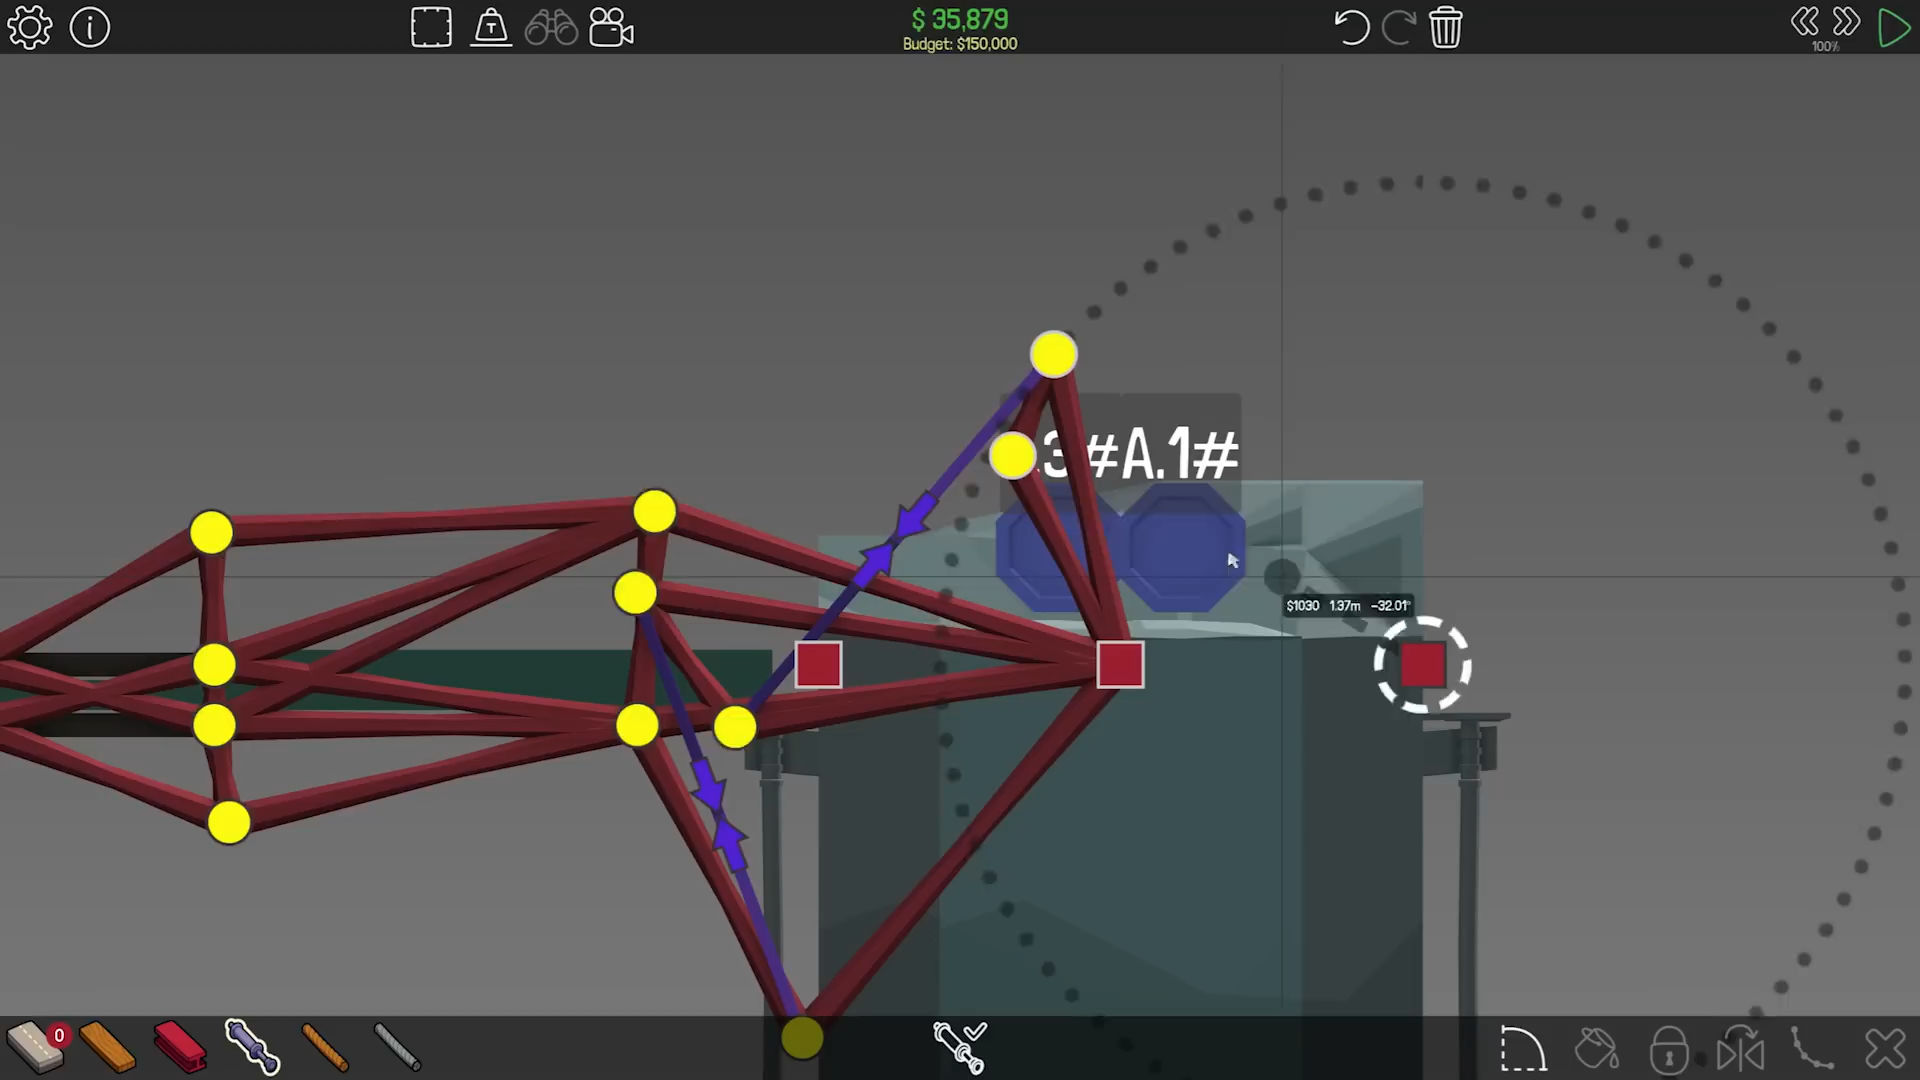 $ 35,879
Budget: $150,000
100%
3#A.1#
$1030 1.37m -32.01°
0